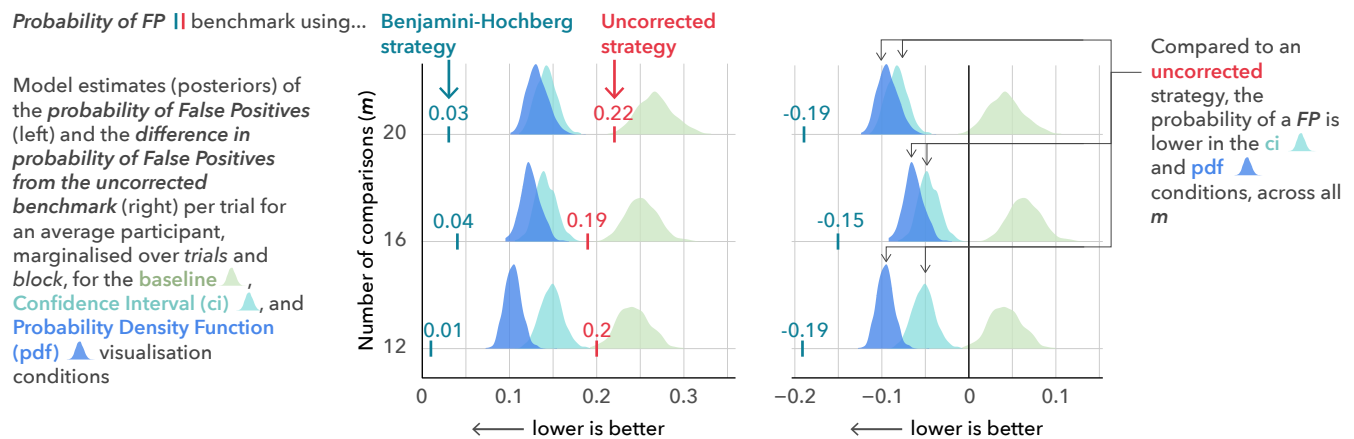 Probability of FP benchmark using...
Benjamini-Hochberg
strategy
Uncorrected
strategy
Model estimates (posteriors) of
the probability of False Positives
(left) and the difference in
probability of False Positives
from the uncorrected
benchmark (right) per trial for
an average participant,
marginalised over trials and
block, for the baseline ,
Confidence Interval (ci) , and
Probability Density Function
(pdf) visualisation
conditions
Number of comparisons (m)
20
16
12
0.03
0.22
0.04
0.19
0.01
0.2
0
0.1
0.2
0.3
lower is better
-0.19
-0.15
-0.19
−0.2
−0.1
0
0.1
lower is better
Compared to an
uncorrected
strategy, the
probability of a FP is
lower in the ci
and pdf
conditions, across all
m